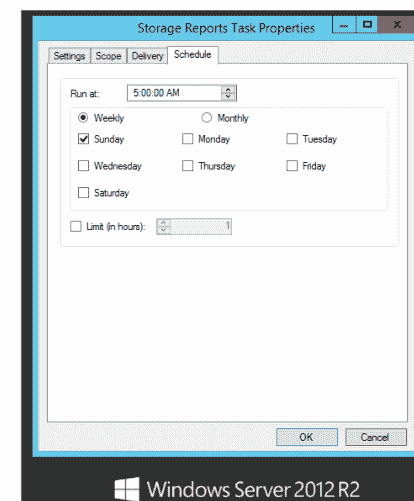 Storage Reports Task Properties
Settings Scope Delivery Schedule
Run at: 5:00:00 AM
Weekly Monthly
Sunday Monday Tuesday
Wednesday Thursday Friday
Saturday
Limit (in hours): 1
OK Cancel
Windows Server 2012 R2